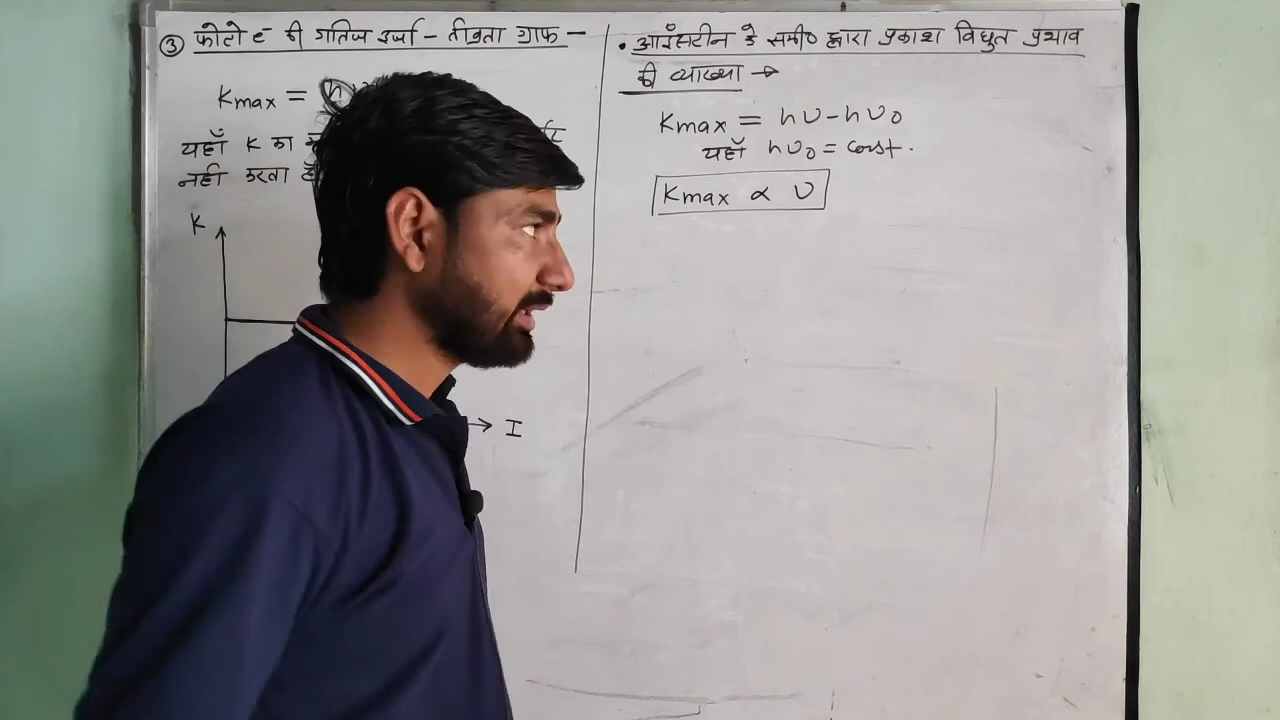 ③ फोटो e⁻ की गतिज ऊर्जा - तीव्रता ग्राफ -
Kmax = h
यहाँ K का
नही करता है
K
I
• आइंसटीन के समी० द्वारा प्रकाश विधुत प्रभाव
की व्याख्या →
Kmax = hυ - hυ₀
यहाँ hυ₀ = const.
Kmax ∝ υ